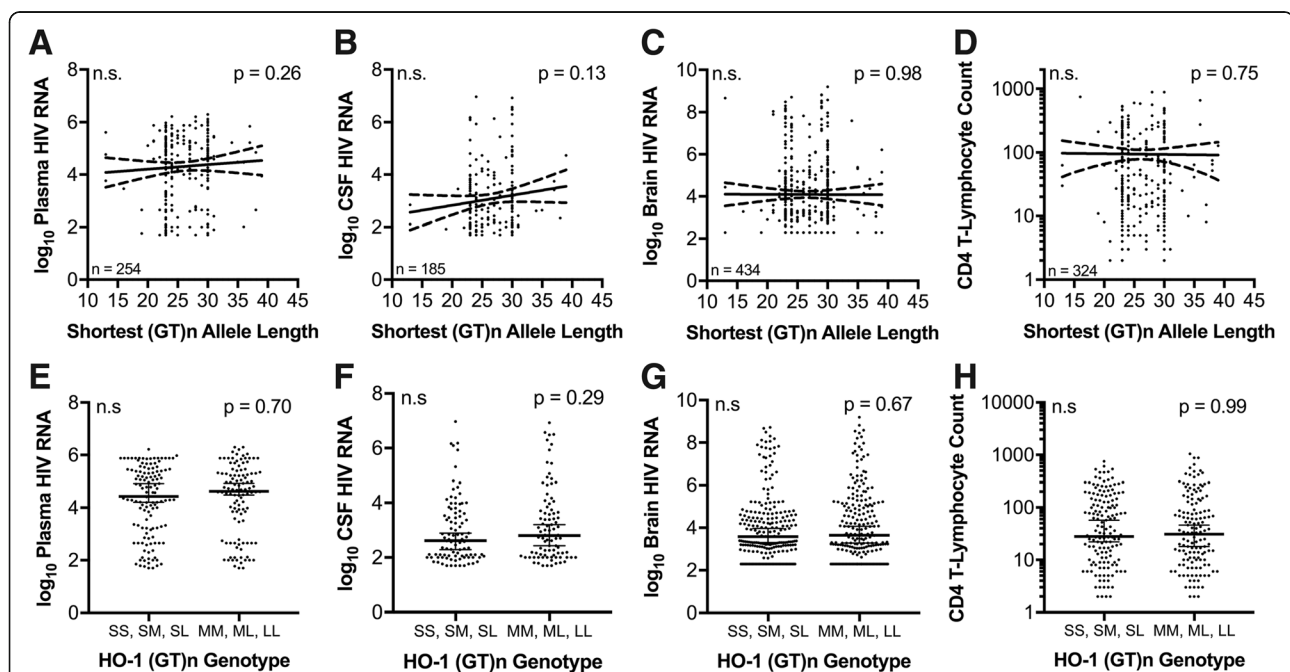 A
n.s.
p = 0.26
log10 Plasma HIV RNA
8
6
4
2
0
n = 254
10 15 20 25 30 35 40 45
Shortest (GT)n Allele Length
B
n.s.
p = 0.13
log10 CSF HIV RNA
8
6
4
2
0
n = 185
10 15 20 25 30 35 40 45
Shortest (GT)n Allele Length
C
n.s.
p = 0.98
log10 Brain HIV RNA
10
8
6
4
2
0
n = 434
10 15 20 25 30 35 40 45
Shortest (GT)n Allele Length
D
n.s.
p = 0.75
CD4 T-Lymphocyte Count
1000
100
10
1
n = 324
10 15 20 25 30 35 40 45
Shortest (GT)n Allele Length
E
n.s
p = 0.70
log10 Plasma HIV RNA
8
6
4
2
0
SS, SM, SL MM, ML, LL
HO-1 (GT)n Genotype
F
n.s
p = 0.29
log10 CSF HIV RNA
8
6
4
2
0
SS, SM, SL MM, ML, LL
HO-1 (GT)n Genotype
G
n.s
p = 0.67
log10 Brain HIV RNA
10
8
6
4
2
0
SS, SM, SL MM, ML, LL
HO-1 (GT)n Genotype
H
n.s
p = 0.99
CD4 T-Lymphocyte Count
10000
1000
100
10
1
SS, SM, SL MM, ML, LL
HO-1 (GT)n Genotype